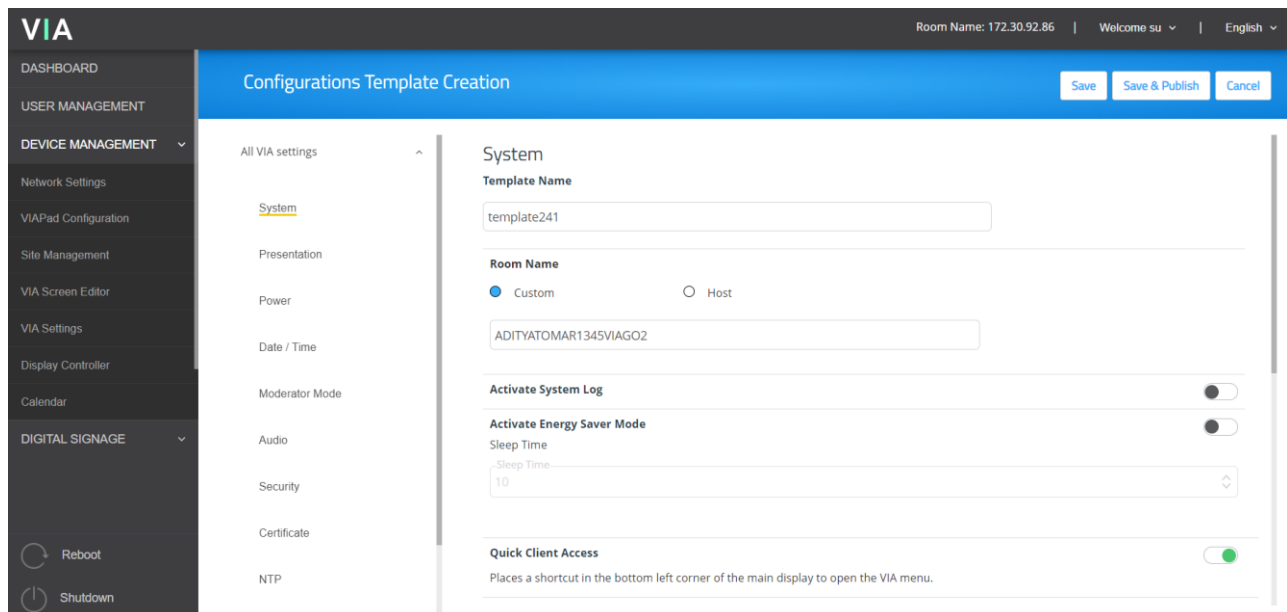 VIA
Room Name: 172.30.92.86 | Welcome su | English
DASHBOARD
USER MANAGEMENT
DEVICE MANAGEMENT
Network Settings
VIAPad Configuration
Site Management
VIA Screen Editor
VIA Settings
Display Controller
Calendar
DIGITAL SIGNAGE
Reboot
Shutdown
Configurations Template Creation
Save
Save & Publish
Cancel
All VIA settings
System
Presentation
Power
Date / Time
Moderator Mode
Audio
Security
Certificate
NTP
System
Template Name
template241
Room Name
Custom
Host
ADITYATOMAR1345VIAGO2
Activate System Log
Activate Energy Saver Mode
Sleep Time
Sleep Time
10
Quick Client Access
Places a shortcut in the bottom left corner of the main display to open the VIA menu.